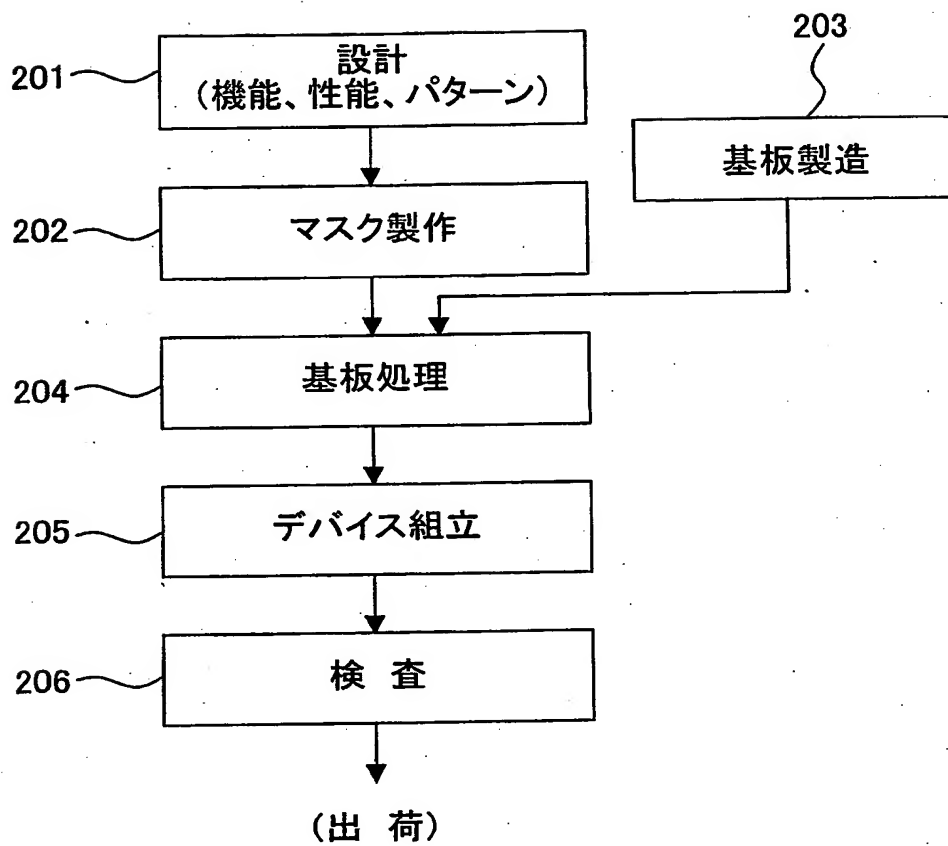 203
201
設計
(機能、性能、パターン)
基板製造
202
マスク製作
204
基板処理
205
デバイス組立
206
検 査
(出 荷)